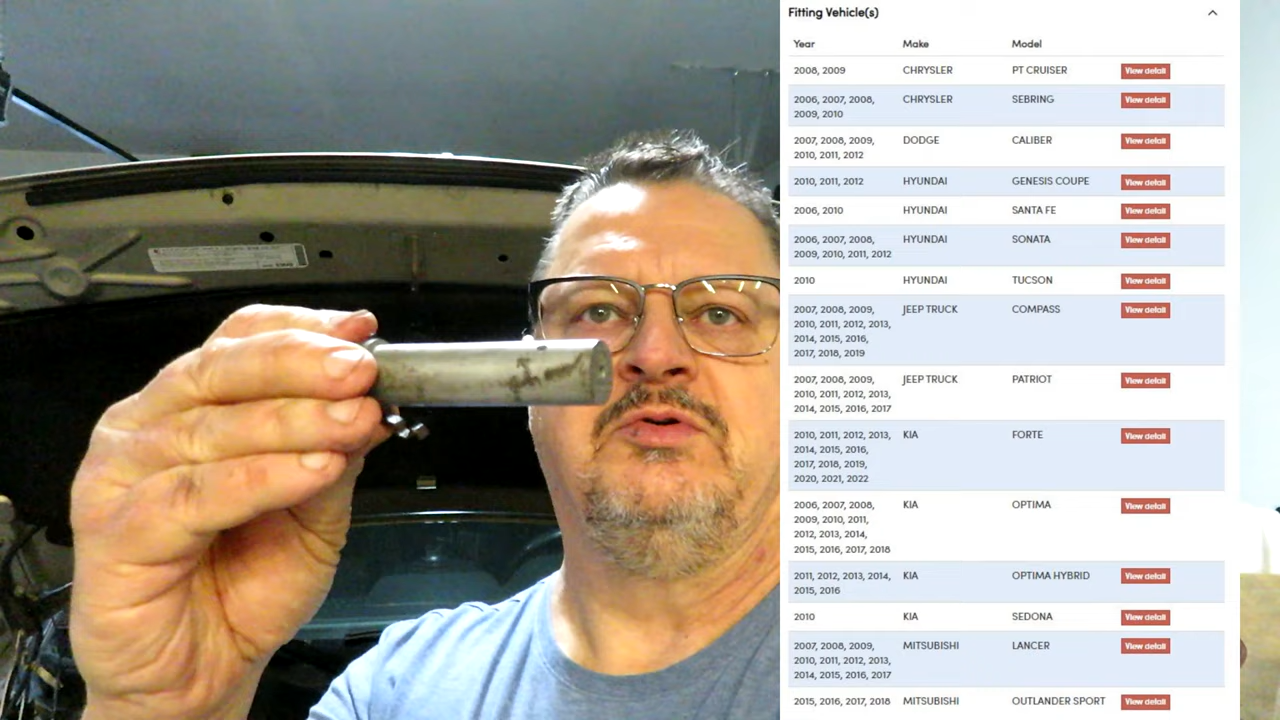 Fitting Vehicle(s)
Year Make Model
2008, 2009 CHRYSLER PT CRUISER View detail
2006, 2007, 2008, CHRYSLER SEBRING View detail
2009, 2010
2007, 2008, 2009, DODGE CALIBER View detail
2010, 2011, 2012
2010, 2011, 2012 HYUNDAI GENESIS COUPE View detail
2006, 2010 HYUNDAI SANTA FE View detail
2006, 2007, 2008, HYUNDAI SONATA View detail
2009, 2010, 2011, 2012
2010 HYUNDAI TUCSON View detail
2007, 2008, 2009, JEEP TRUCK COMPASS View detail
2010, 2011, 2012, 2013,
2014, 2015, 2016,
2017, 2018, 2019
2007, 2008, 2009, JEEP TRUCK PATRIOT View detail
2010, 2011, 2012, 2013,
2014, 2015, 2016, 2017
2010, 2011, 2012, 2013, KIA FORTE View detail
2014, 2015, 2016,
2017, 2018, 2019,
2020, 2021, 2022
2006, 2007, 2008, KIA OPTIMA View detail
2009, 2010, 2011,
2012, 2013, 2014,
2015, 2016, 2017, 2018
2011, 2012, 2013, 2014, KIA OPTIMA HYBRID View detail
2015, 2016
2010 KIA SEDONA View detail
2007, 2008, 2009, MITSUBISHI LANCER View detail
2010, 2011, 2012, 2013,
2014, 2015, 2016, 2017
2015, 2016, 2017, 2018 MITSUBISHI OUTLANDER SPORT View detail